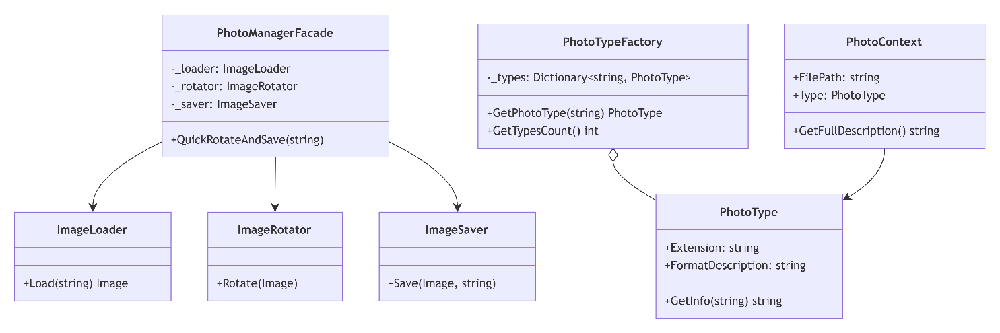 PhotoManagerFacade
-_loader: ImageLoader
-_rotator: ImageRotator
-_saver: ImageSaver
+QuickRotateAndSave(string)
PhotoTypeFactory
-_types: Dictionary<string, PhotoType>
+GetPhotoType(string) PhotoType
+GetTypesCount() int
PhotoContext
+FilePath: string
+Type: PhotoType
+GetFullDescription() string
ImageLoader
+Load(string) Image
ImageRotator
+Rotate(Image)
ImageSaver
+Save(Image, string)
PhotoType
+Extension: string
+FormatDescription: string
+GetInfo(string) string